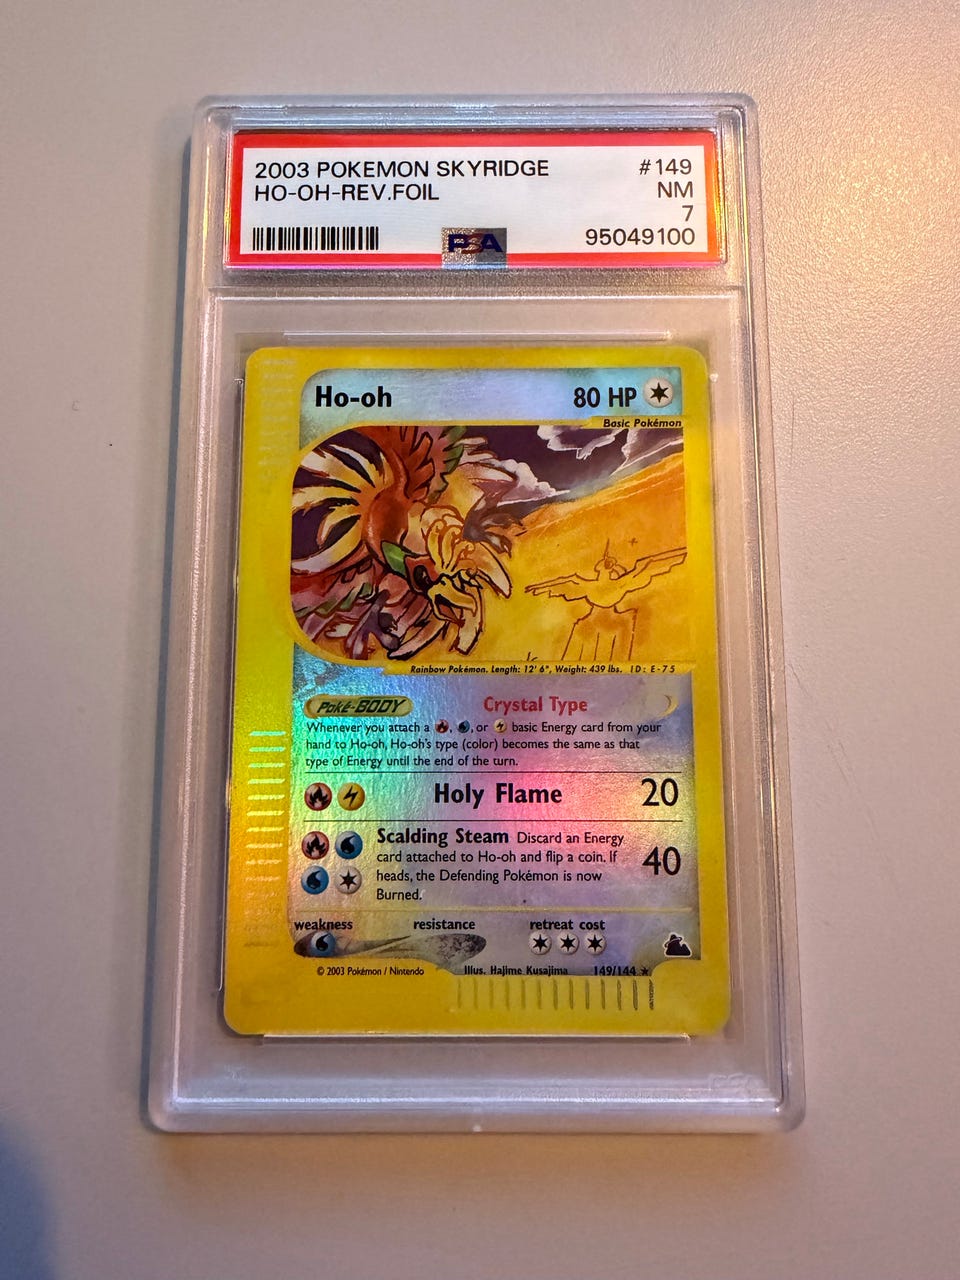 2003 POKEMON SKYRIDGE #149
HO-OH-REV.FOIL NM
7
PSA 95049100
Ho-oh 80 HP
Basic Pokémon
Rainbow Pokémon. Length: 12' 6", Weight: 439 lbs. ID: E-75
Poké-BODY Crystal Type
Whenever you attach a , , or basic Energy card from your
hand to Ho-oh, Ho-oh's type (color) becomes the same as that
type of Energy until the end of the turn.
Holy Flame 20
Scalding Steam Discard an Energy
card attached to Ho-oh and flip a coin. If
heads, the Defending Pokémon is now
Burned.
40
weakness resistance retreat cost
© 2003 Pokémon / Nintendo Illus. Hajime Kusajima 149/144 ★